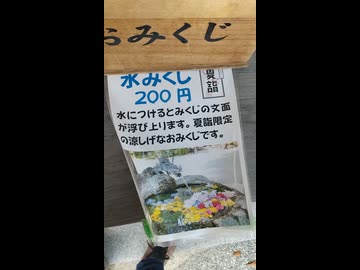 おみくじ
水みくじ
夏詣
200円
水につけるとみくじの文面
が浮び上ります。夏詣限定
の涼しげなおみくじです。